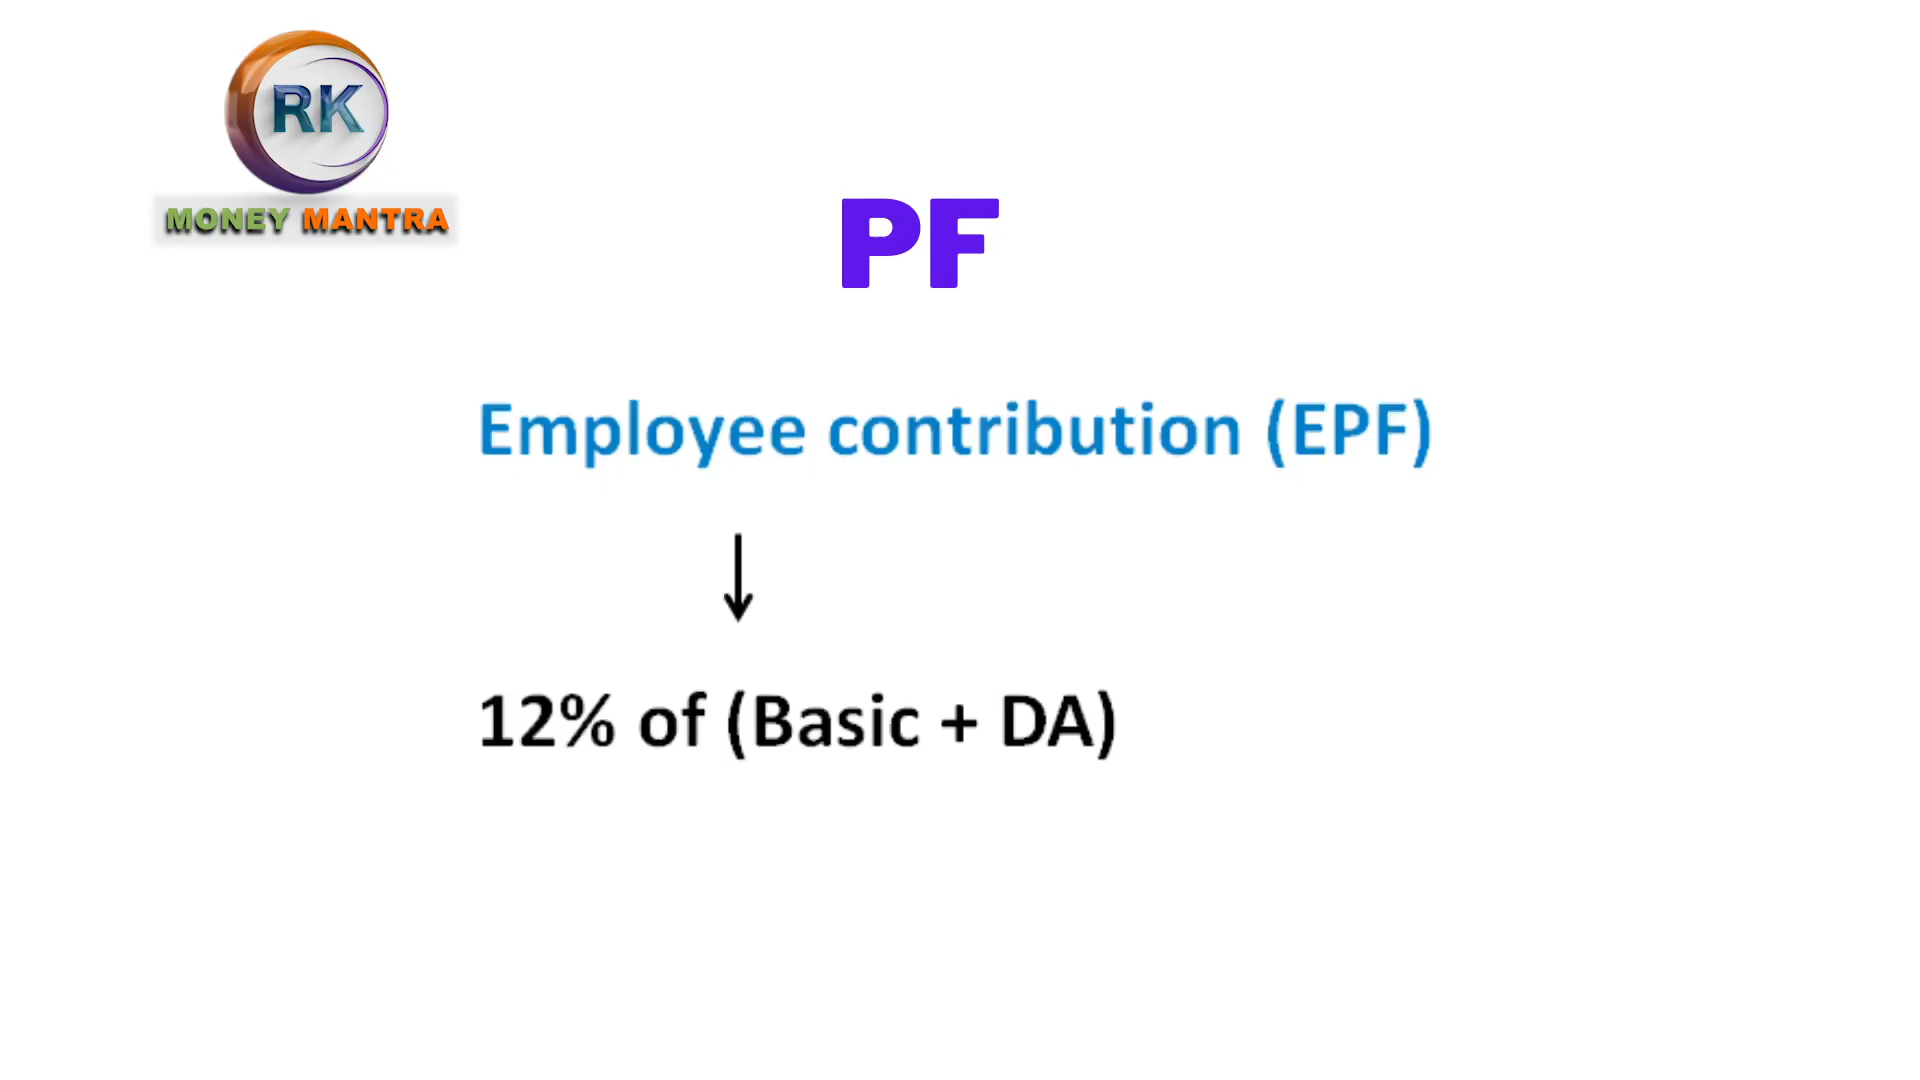 RK
MONEY MANTRA
PF
Employee contribution (EPF)
12% of (Basic + DA)